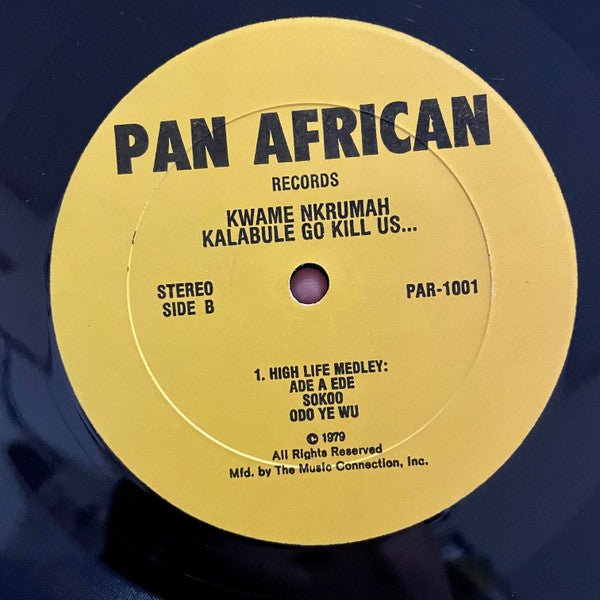 PAN AFRICAN
RECORDS
KWAME NKRUMAH
KALABULE GO KILL US...
STEREO
SIDE B
PAR-1001
1. HIGH LIFE MEDLEY:
ADE A EDE
SOKOO
ODO YE WU
© 1979
All Rights Reserved
Mfd. by The Music Connection, Inc.